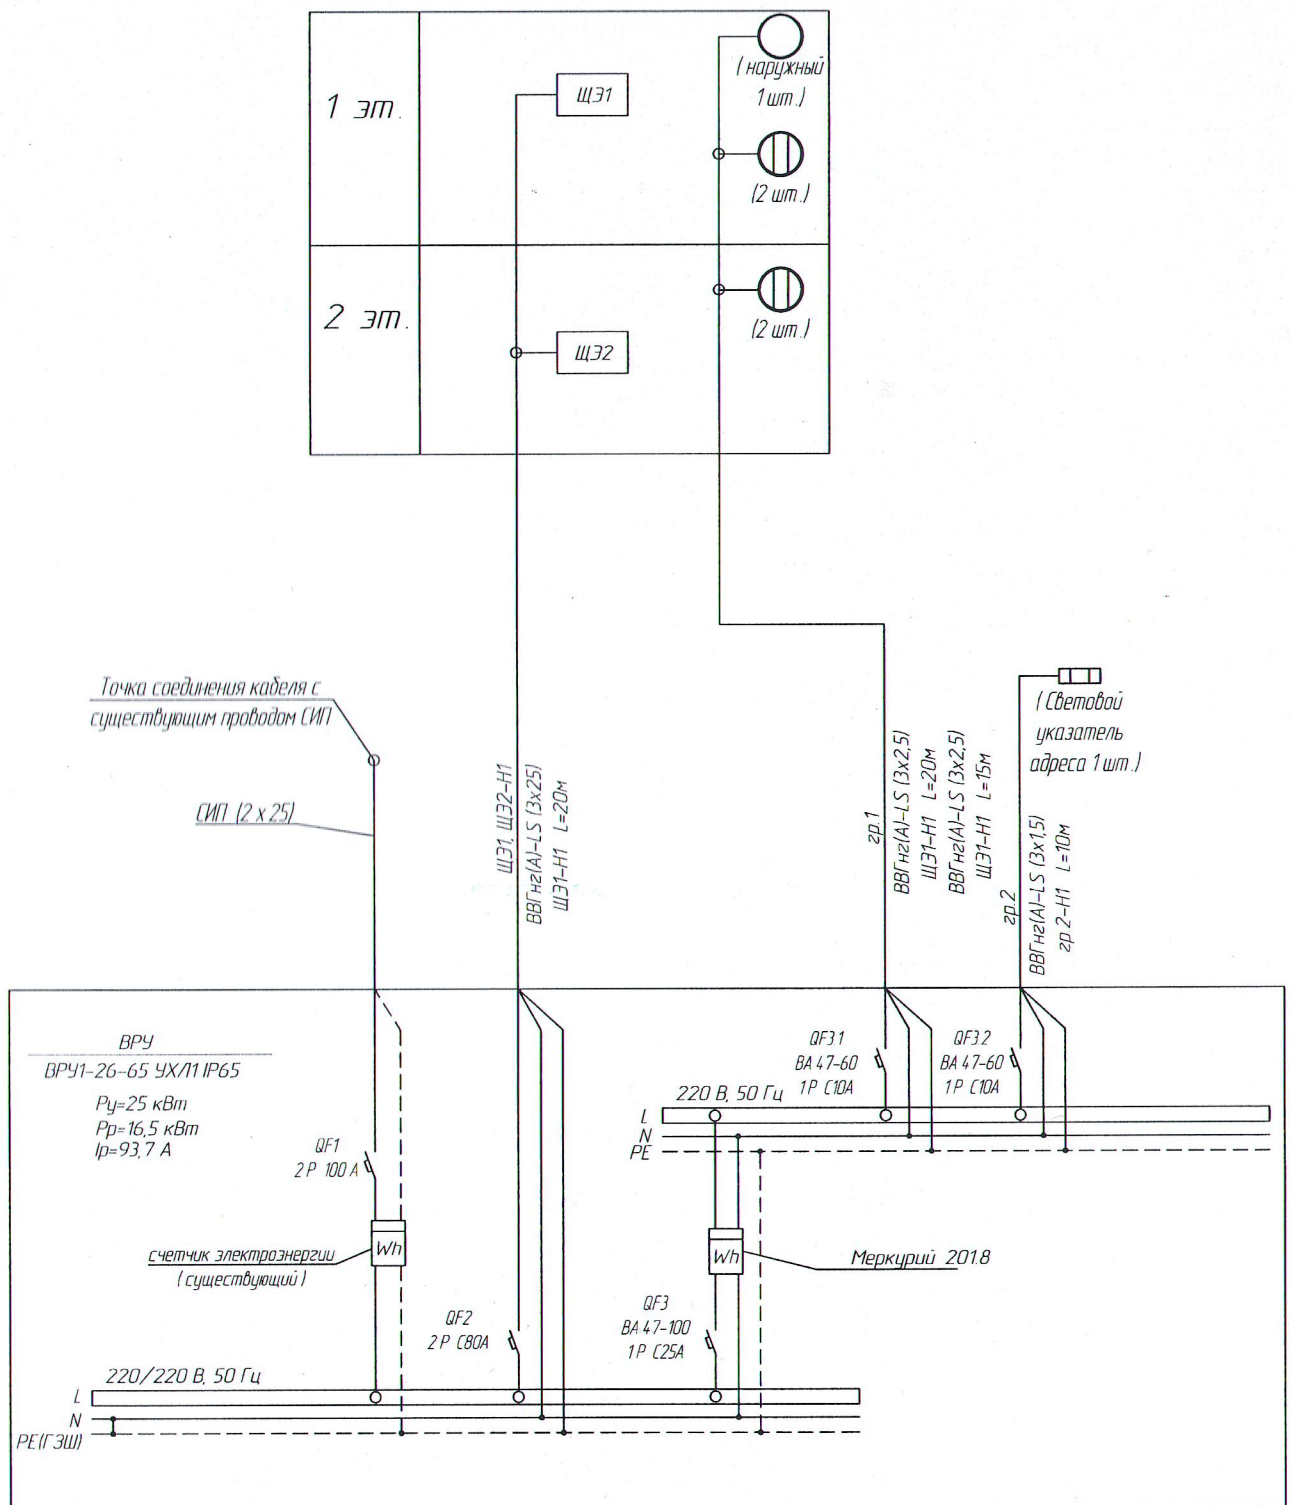 1 эт.
ЩЭ1
(наружный
1 шт.)
(2 шт.)
2 эт.
ЩЭ2
(2 шт.)
Точка соединения кабеля с
существующим проводом СИП
СИП (2 х 25)
ЩЭ1, ЩЭ2-Н1
ВВГнг(А)-LS (3х25)
ЩЭ1-Н1 L=20м
гр.1
ВВГнг(А)-LS (3х2,5)
ЩЭ1-Н1 L=20м
ВВГнг(А)-LS (3х2,5)
ЩЭ1-Н1 L=15м
(Световой
указатель
адреса 1 шт.)
гр.2
ВВГнг(А)-LS (3х1,5)
гр.2-Н1 L=10м
ВРУ
ВРУ1-26-65 УХЛ1 IP65
Ру=25 кВт
Рр=16,5 кВт
Iр=93,7 А
QF1
2 Р 100 А
Wh
счетчик электроэнергии
(существующий)
QF2
2 Р С80А
QF3.1
ВА 47-60
1 Р С10А
QF3.2
ВА 47-60
1 Р С10А
220 В, 50 Гц
L
N
PE
Wh
Меркурий 201.8
QF3
ВА 47-100
1 Р С25А
220/220 В, 50 Гц
L
N
РЕ(ГЗШ)